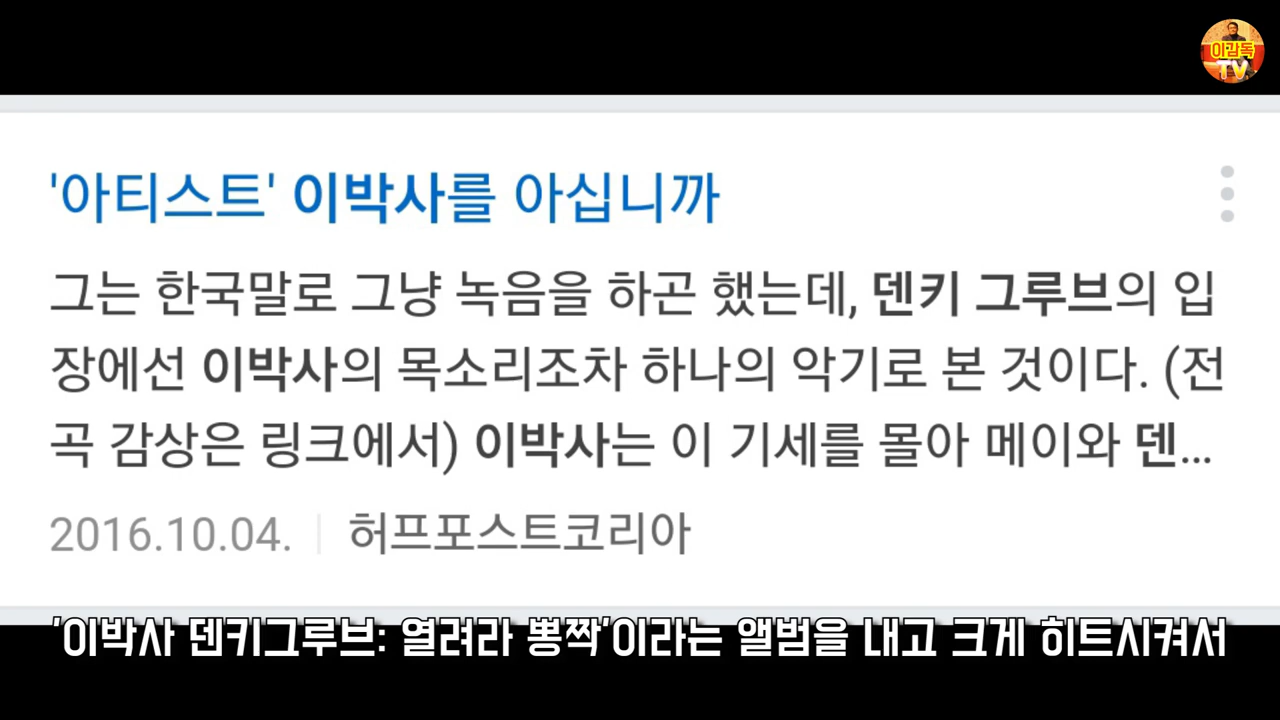 이감독
TV
'아티스트' 이박사를 아십니까
그는 한국말로 그냥 녹음을 하곤 했는데, 덴키 그루브의 입
장에선 이박사의 목소리조차 하나의 악기로 본 것이다. (전
곡 감상은 링크에서) 이박사는 이 기세를 몰아 메이와 덴...
2016.10.04. 허프포스트코리아
'이박사 덴키그루브: 열려라 뽕짝'이라는 앨범을 내고 크게 히트시켜서